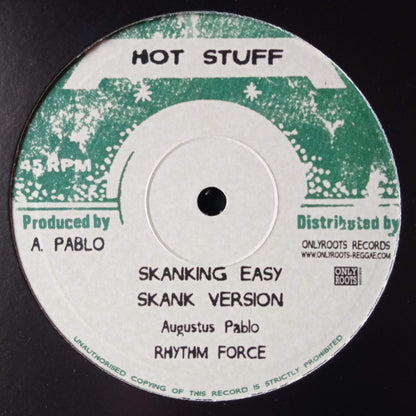 HOT STUFF
45 RPM
Produced by
A. PABLO
Distributed by
ONLYROOTS RECORDS
WWW.ONLYROOTS-REGGAE.COM
ONLY
ROOTS
SKANKING EASY
SKANK VERSION
Augustus Pablo
RHYTHM FORCE
UNAUTHORISED COPYING OF THIS RECORD IS STRICTLY PROHIBITED